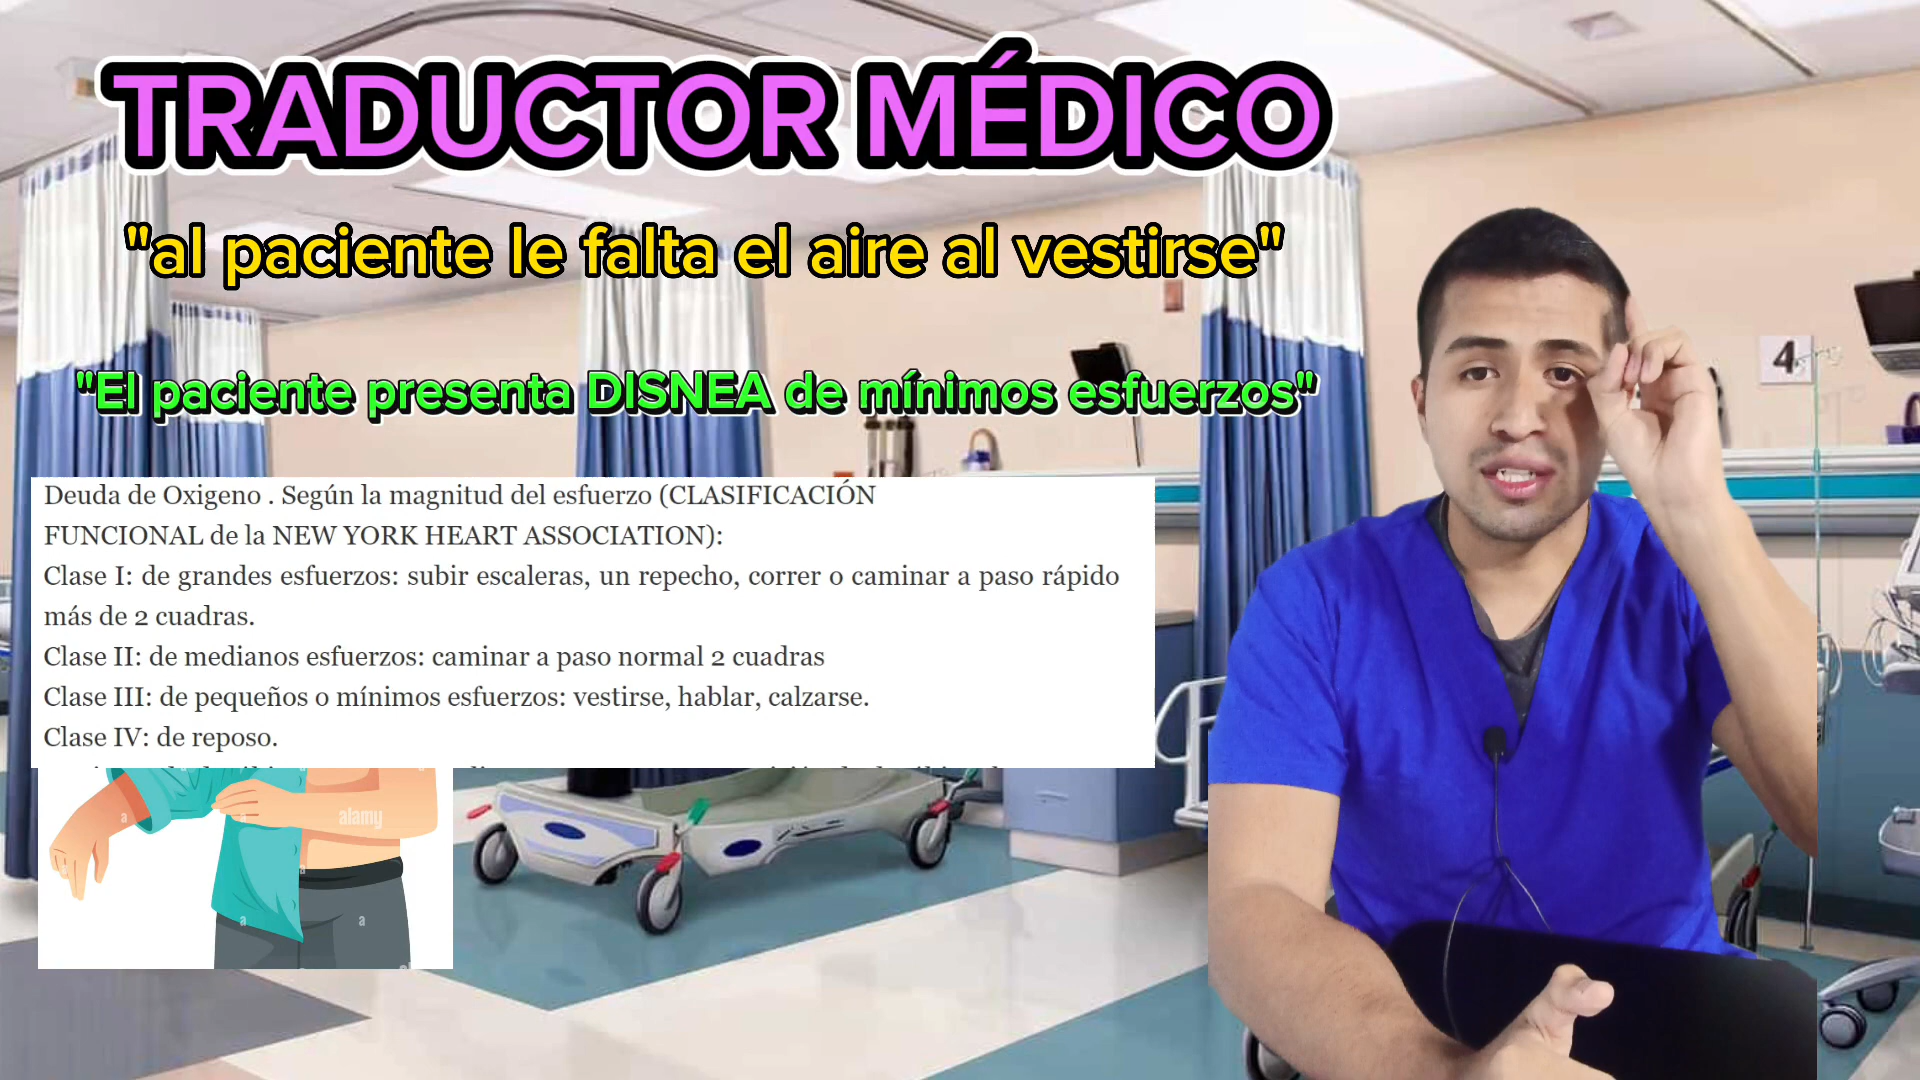 TRADUCTOR MÉDICO
"al paciente le falta el aire al vestirse"
"El paciente presenta DISNEA de mínimos esfuerzos"
4
Deuda de Oxigeno . Según la magnitud del esfuerzo (CLASIFICACIÓN
FUNCIONAL de la NEW YORK HEART ASSOCIATION):
Clase I: de grandes esfuerzos: subir escaleras, un repecho, correr o caminar a paso rápido
más de 2 cuadras.
Clase II: de medianos esfuerzos: caminar a paso normal 2 cuadras
Clase III: de pequeños o mínimos esfuerzos: vestirse, hablar, calzarse.
Clase IV: de reposo.
a
a
alamy
a
a
a